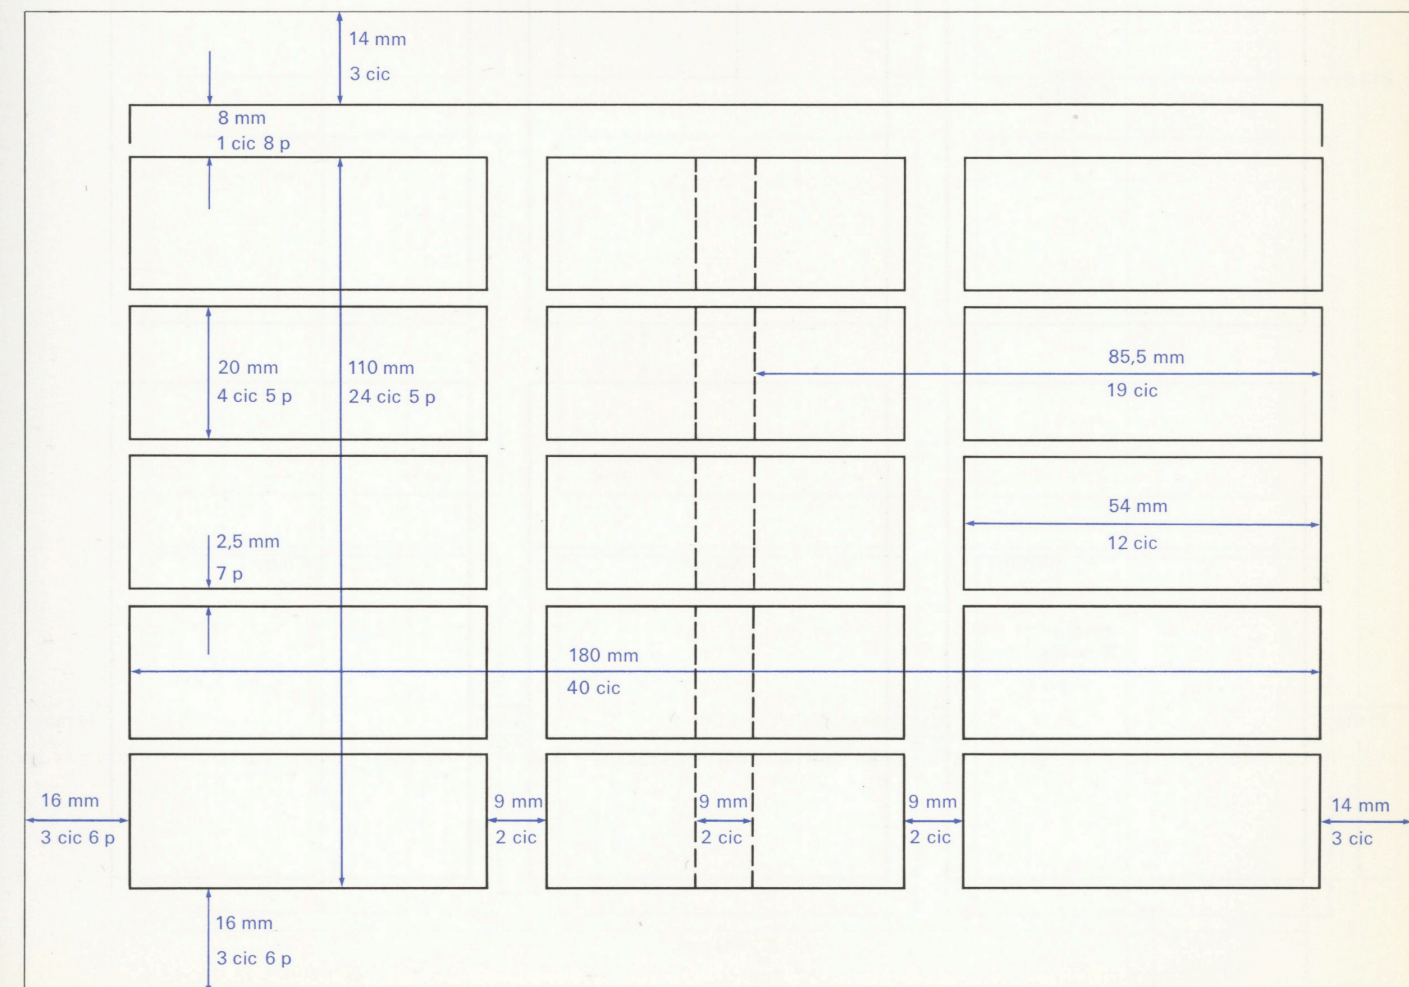 14 mm
3 cic
8 mm
1 cic 8 p
20 mm
4 cic 5 p
110 mm
24 cic 5 p
85,5 mm
19 cic
2,5 mm
7 p
54 mm
12 cic
180 mm
40 cic
16 mm
3 cic 6 p
9 mm
2 cic
9 mm
2 cic
9 mm
2 cic
14 mm
3 cic
16 mm
3 cic 6 p